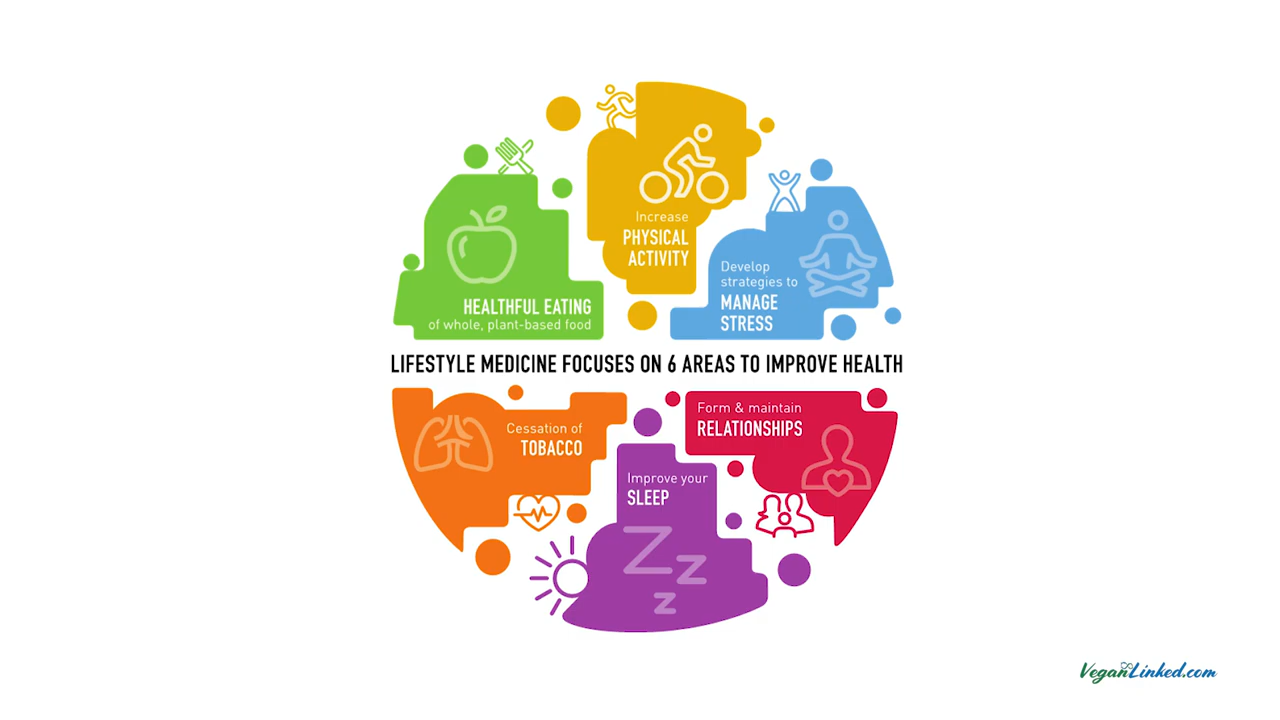 Increase
PHYSICAL
ACTIVITY
Develop
strategies to
MANAGE
STRESS
HEALTHFUL EATING
of whole, plant-based food
LIFESTYLE MEDICINE FOCUSES ON 6 AREAS TO IMPROVE HEALTH
Cessation of
TOBACCO
Form & maintain
RELATIONSHIPS
Improve your
SLEEP
Z
Z
Z
VeganLinked.com